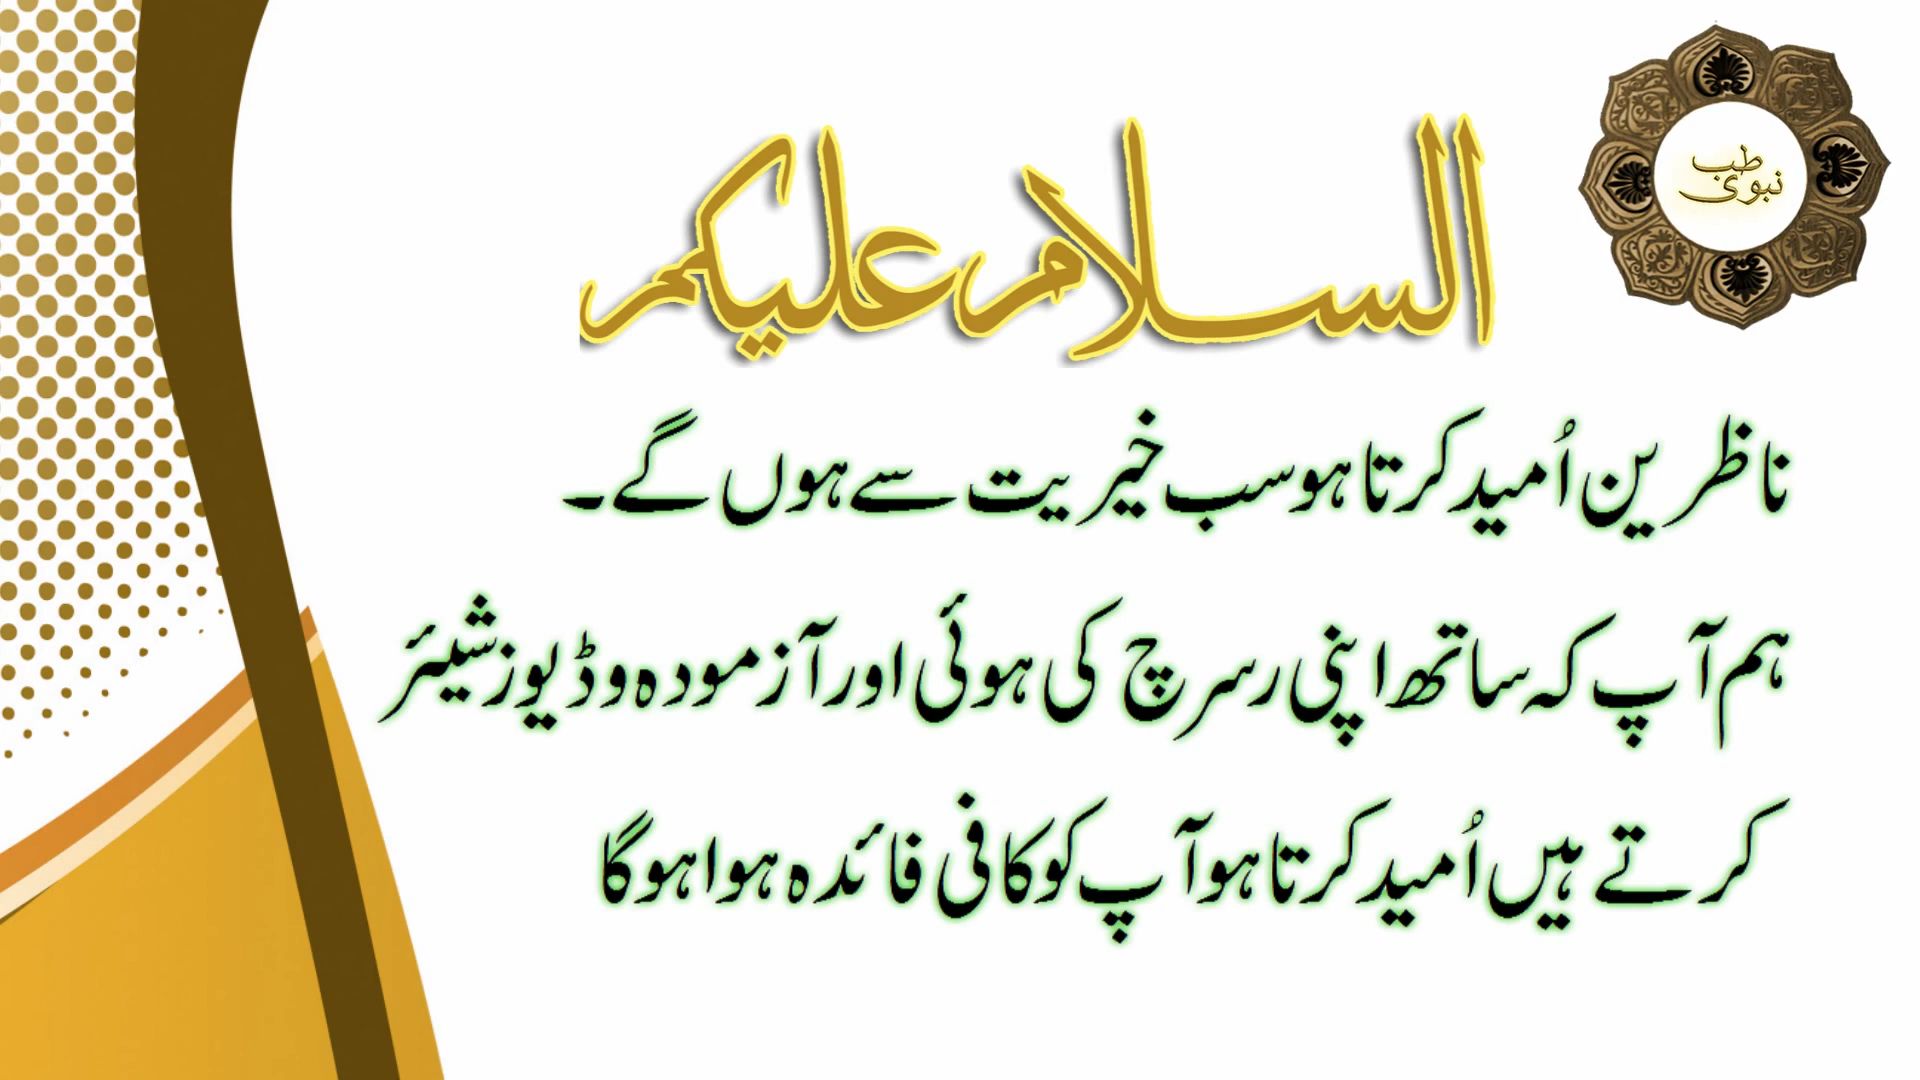 طب
نبوی
السلام علیکم
ناظرین اُمید کرتا ہو سب خیریت سے ہوں گے۔
ہم آپ کہ ساتھ اپنی رسرچ کی ہوئی اور آزمودہ وڈیوز شیئر
کرتے ہیں اُمید کرتا ہو آپ کو کافی فائدہ ہوا ہوگا